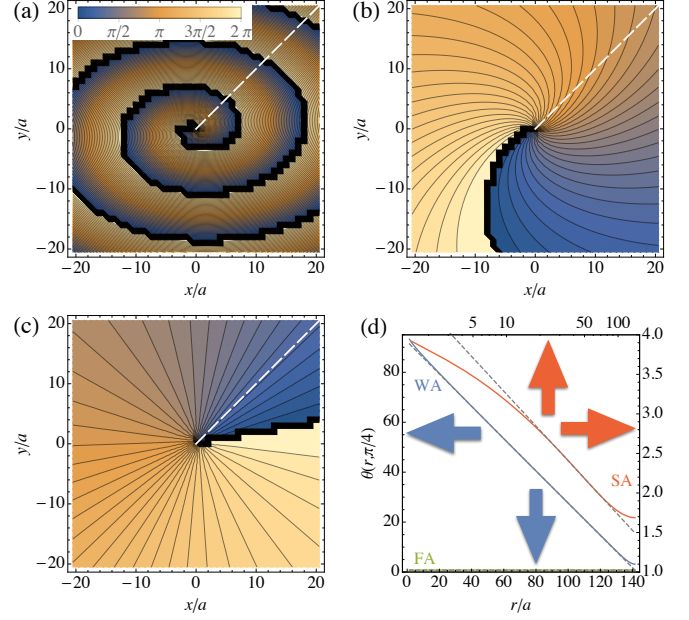 (a)
0 π/2 π 3π/2 2 π
20
10
0
−10
−20
y/a
−20 −10 0 10 20
x/a
(b)
20
10
0
−10
−20
y/a
−20 −10 0 10 20
x/a
(c)
20
10
0
−10
−20
y/a
−20 −10 0 10 20
x/a
(d)
5 10 50 100
80
60
40
20
0
θ(r,π/4)
4.0
3.5
3.0
2.5
2.0
1.5
1.0
WA
SA
FA
0 20 40 60 80 100 120 140
r/a